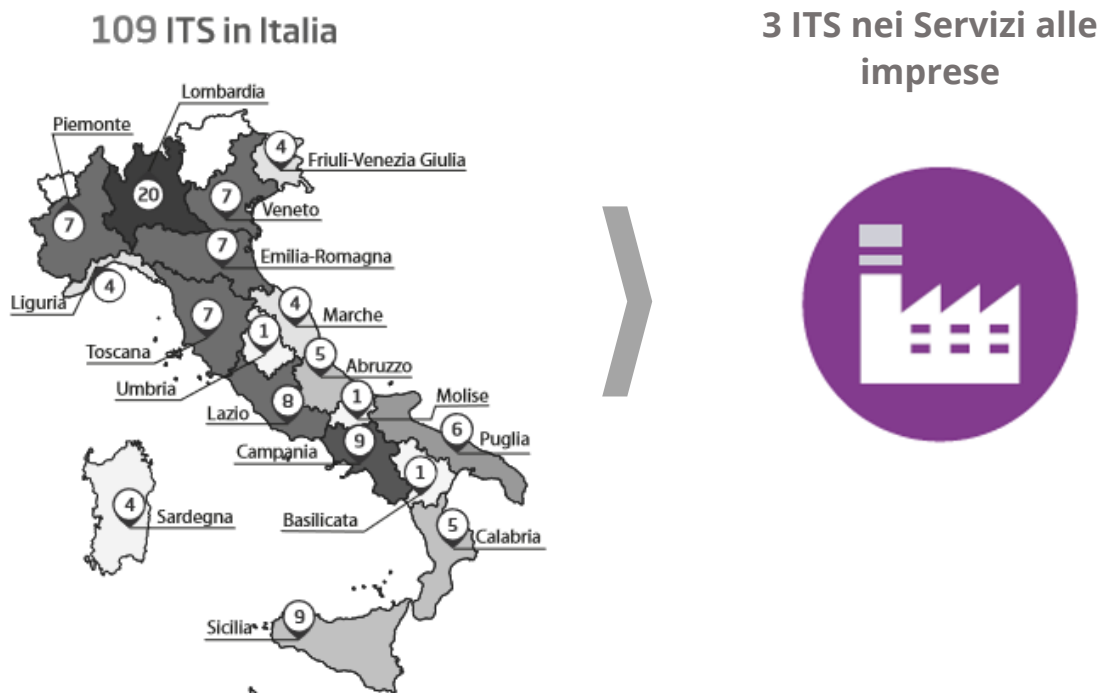 109 ITS in Italia
3 ITS nei Servizi alle
imprese
Lombardia
Piemonte
4
Friuli-Venezia Giulia
20
7
Veneto
7
7
Emilia-Romagna
4
Liguria
4
Marche
7
1
Toscana
5
Abruzzo
Umbria
1
Molise
8
Lazio
6
Puglia
9
Campania
1
4
Sardegna
Basilicata
5
Calabria
9
Sicilia